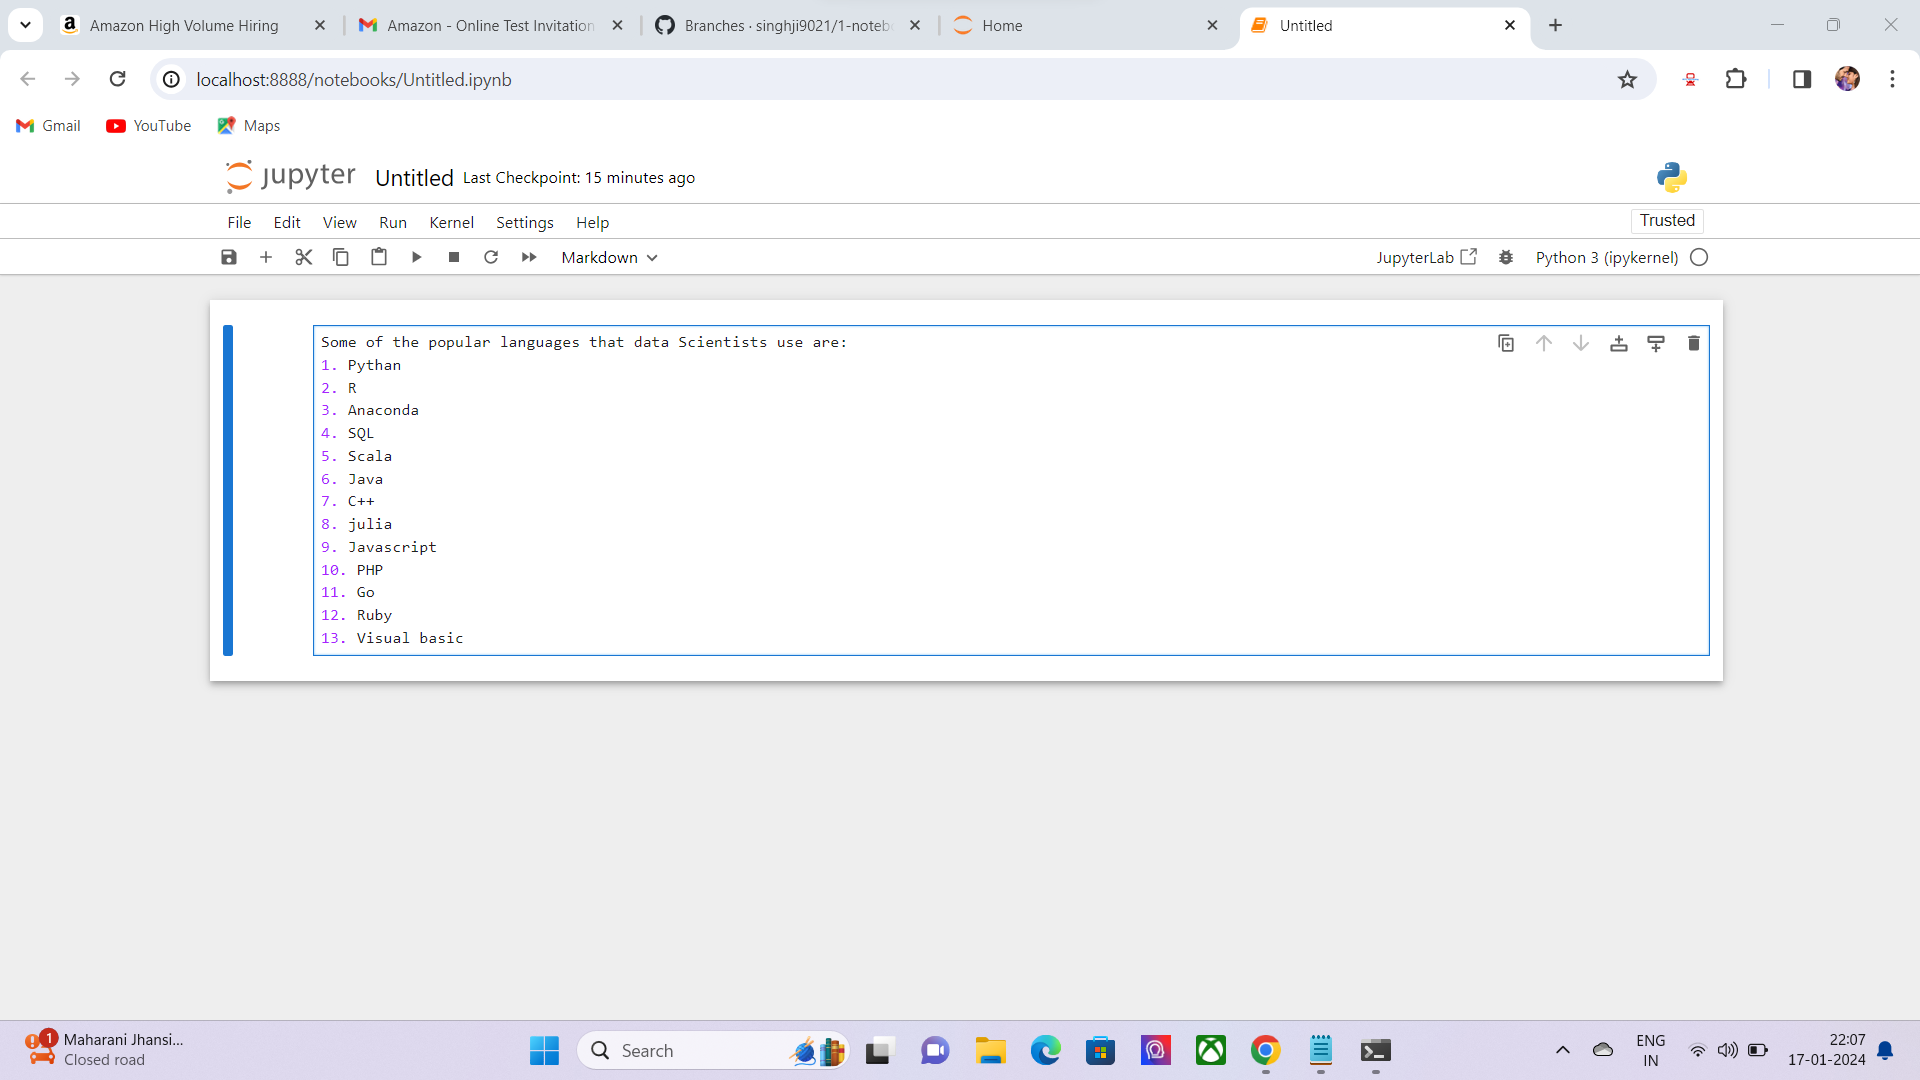 Amazon High Volume Hiring
Amazon - Online Test Invitation
Branches · singhji9021/1-noteb
Home
Untitled
localhost:8888/notebooks/Untitled.ipynb
Gmail
YouTube
Maps
jupyter
Untitled
Last Checkpoint: 15 minutes ago
File Edit View Run Kernel Settings Help
Trusted
Markdown
JupyterLab
Python 3 (ipykernel)
Some of the popular languages that data Scientists use are:
1. Pythan
2. R
3. Anaconda
4. SQL
5. Scala
6. Java
7. C++
8. julia
9. Javascript
10. PHP
11. Go
12. Ruby
13. Visual basic
1
Maharani Jhansi...
Closed road
Search
ENG
IN
22:07
17-01-2024